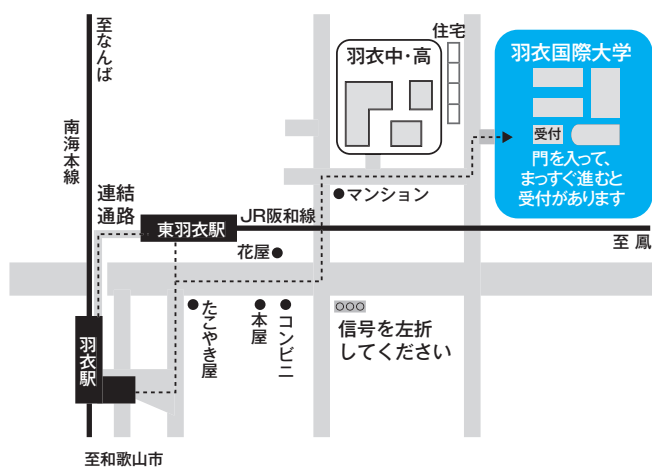 至なんば
南海本線
連結
通路
東羽衣駅
JR阪和線
至 鳳
羽衣駅
至和歌山市
羽衣中・高
住宅
羽衣国際大学
受付
門を入って、
まっすぐ進むと
受付があります
マンション
花屋
たこやき屋
本屋
コンビニ
信号を左折
してください